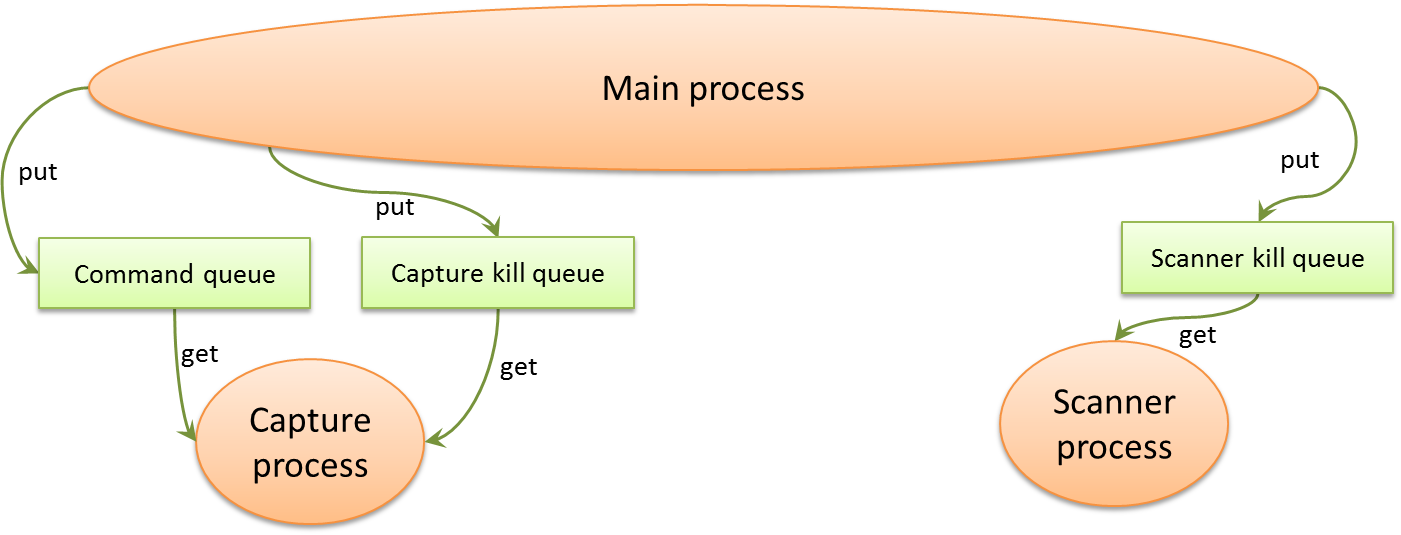 Main process
put
put
put
Command queue
Capture kill queue
Scanner kill queue
get
get
get
Capture
process
Scanner
process